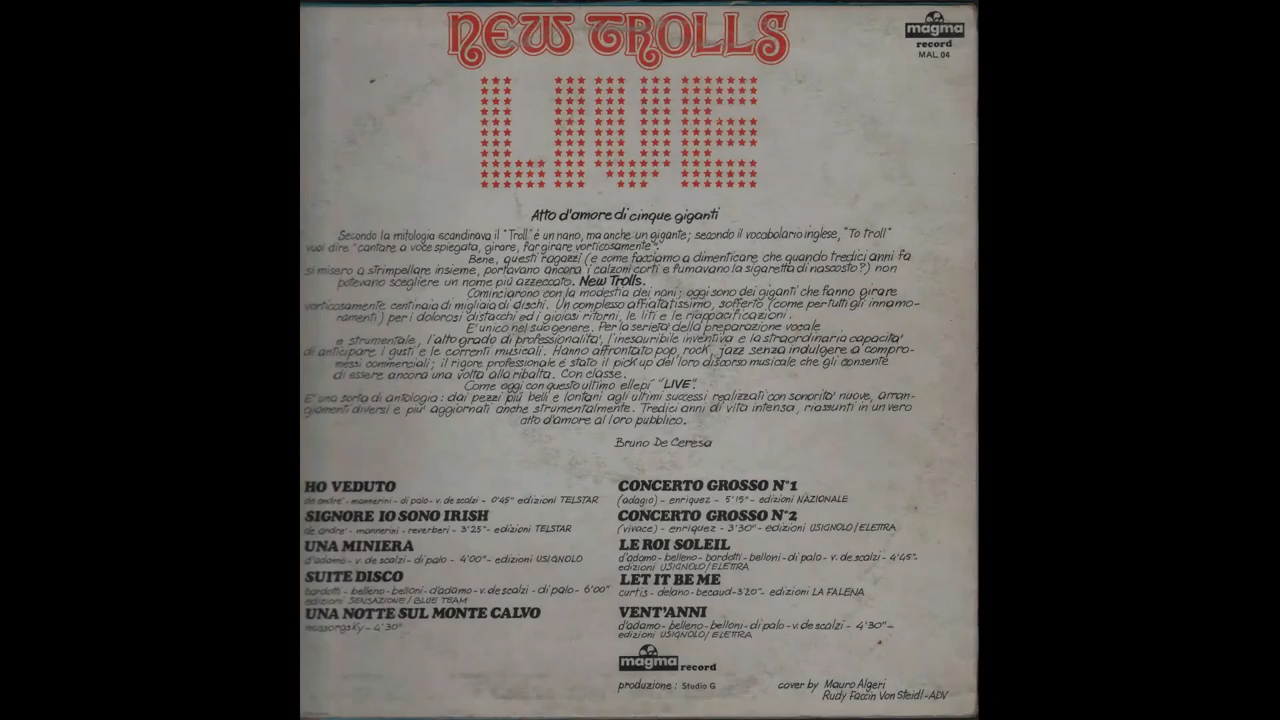 NEW TROLLS
magma
record
MAL 04
LIVE
Atto d'amore di cinque giganti
Secondo la mitologia scandinava il "Troll" è un nano, ma anche un gigante; secondo il vocabolario inglese, "To troll"
vuol dire "cantare a voce spiegata, girare, far girare vorticosamente".
Bene, questi ragazzi (e come facciamo a dimenticare che quando tredici anni fa
si misero a strimpellare insieme, portavano ancora i calzoni corti e fumavano la sigaretta di nascosto?) non
potevano scegliere un nome più azzeccato. New Trolls.
Cominciarono con la modestia dei nani; oggi sono dei giganti che fanno girare
vorticosamente centinaia di migliaia di dischi. Un complesso affiatatissimo, sofferto (come per tutti gli innamo-
ramenti) per i dolorosi distacchi ed i gioiosi ritorni, le liti e le riappacificazioni.
E' unico nel suo genere. Per la serietà della preparazione vocale
e strumentale, l'alto grado di professionalità, l'inesauribile inventiva e la straordinaria capacità
di anticipare i gusti e le correnti musicali. Hanno affrontato pop, rock, jazz senza indulgere a compro-
messi commerciali; il rigore professionale è stato il pick up del loro discorso musicale che gli consente
di essere ancora una volta alla ribalta. Con classe.
Come oggi con questo ultimo ellepì "LIVE".
E' una sorta di antologia: dai pezzi più belli e lontani agli ultimi successi realizzati con sonorità nuove, arran-
giamenti diversi e più aggiornati anche strumentalmente. Tredici anni di vita intensa, riassunti in un vero
atto d'amore al loro pubblico.
Bruno De Ceresa
HO VEDUTO
de andre' - mannerini - di palo - v. de scalzi - 0'45" edizioni TELSTAR
SIGNORE IO SONO IRISH
de andre' - mannerini - reverberi - 3'25" - edizioni TELSTAR
UNA MINIERA
d'adamo - v. de scalzi - di palo - 4'00" - edizioni USIGNOLO
SUITE DISCO
bardotti - belleno - belloni - d'adamo - v. de scalzi - di palo - 6'00"
edizioni SENSAZIONE / BLUE TEAM
UNA NOTTE SUL MONTE CALVO
mussorgsky - 4'30"
CONCERTO GROSSO N°1
(adagio) - enriquez - 5'15" - edizioni NAZIONALE
CONCERTO GROSSO N°2
(vivace) - enriquez - 3'30" - edizioni USIGNOLO / ELETTRA
LE ROI SOLEIL
d'adamo - belleno - bardotti - belloni - di palo - v. de scalzi - 4'45" -
edizioni USIGNOLO / ELETTRA
LET IT BE ME
curtis - delano - becaud - 3'20" - edizioni LA FALENA
VENT'ANNI
d'adamo - belleno - belloni - di palo - v. de scalzi - 4'30" -
edizioni USIGNOLO / ELETTRA
magma record
produzione: Studio G
cover by Mauro Algeri
Rudy Faccin Von Steidl - ADV